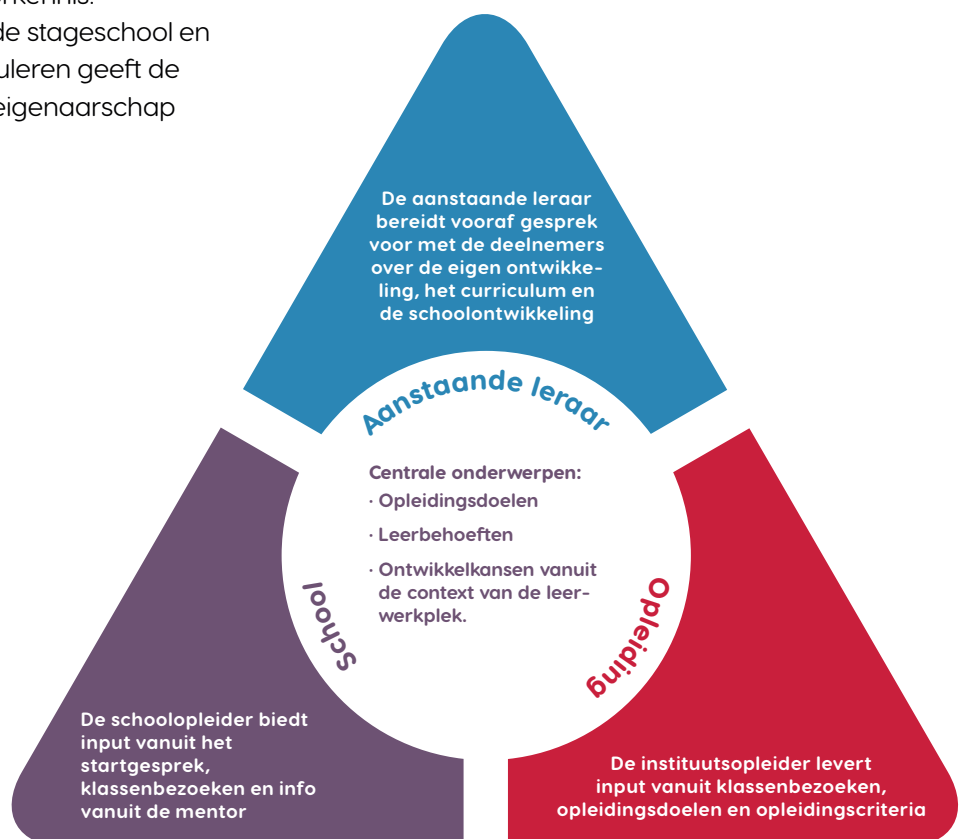 de stageschool en
geeft de
eigenaarschap
De aanstaande leraar
bereidt vooraf gesprek
voor met de deelnemers
over de eigen ontwikke-
ling, het curriculum en
de schoolontwikkeling
Aanstaande leraar
Centrale onderwerpen:
· Opleidingsdoelen
· Leerbehoeften
· Ontwikkelkansen vanuit
de context van de leer-
werkplek.
School
Opleiding
De schoolopleider biedt
input vanuit het
startgesprek,
klassenbezoeken en info
vanuit de mentor
De instituutsopleider levert
input vanuit klassenbezoeken,
opleidingsdoelen en opleidingscriteria